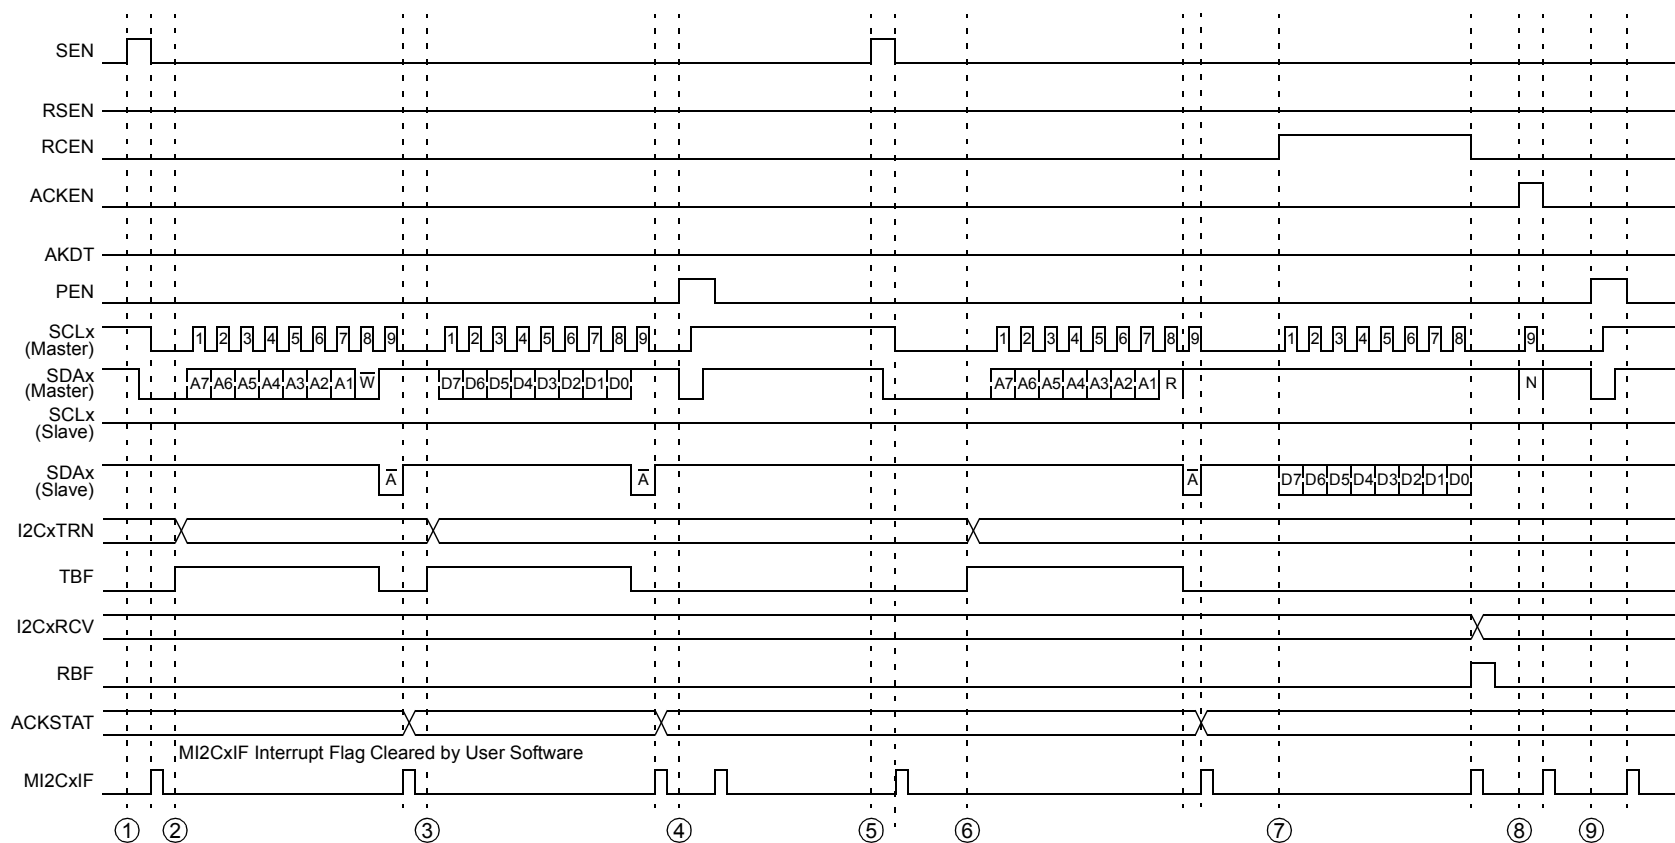 SEN
RSEN
RCEN
ACKEN
AKDT
PEN
SCLx
(Master)
1 2 3 4 5 6 7 8 9 1 2 3 4 5 6 7 8 9 1 2 3 4 5 6 7 8 9 1 2 3 4 5 6 7 8 9
SDAx
(Master)
A7 A6 A5 A4 A3 A2 A1 W̅ D7 D6 D5 D4 D3 D2 D1 D0 A7 A6 A5 A4 A3 A2 A1 R N
SCLx
(Slave)
SDAx
(Slave)
A̅ A̅ A̅ D7 D6 D5 D4 D3 D2 D1 D0
I2CxTRN
TBF
I2CxRCV
RBF
ACKSTAT
MI2CxIF Interrupt Flag Cleared by User Software
MI2CxIF
1 2 3 4 5 6 7 8 9